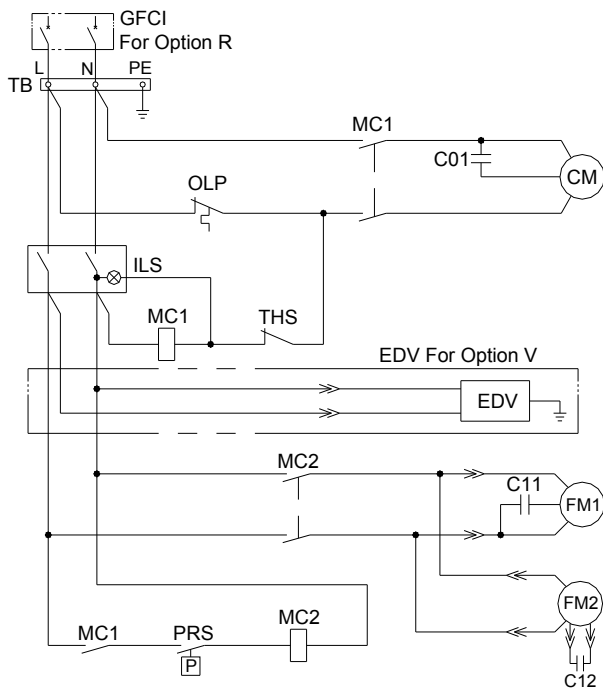 GFCI
For Option R
L N PE
TB
MC1
C01
CM
OLP
ILS
MC1
THS
EDV For Option V
EDV
MC2
C11
FM1
FM2
MC1
PRS
MC2
P
C12